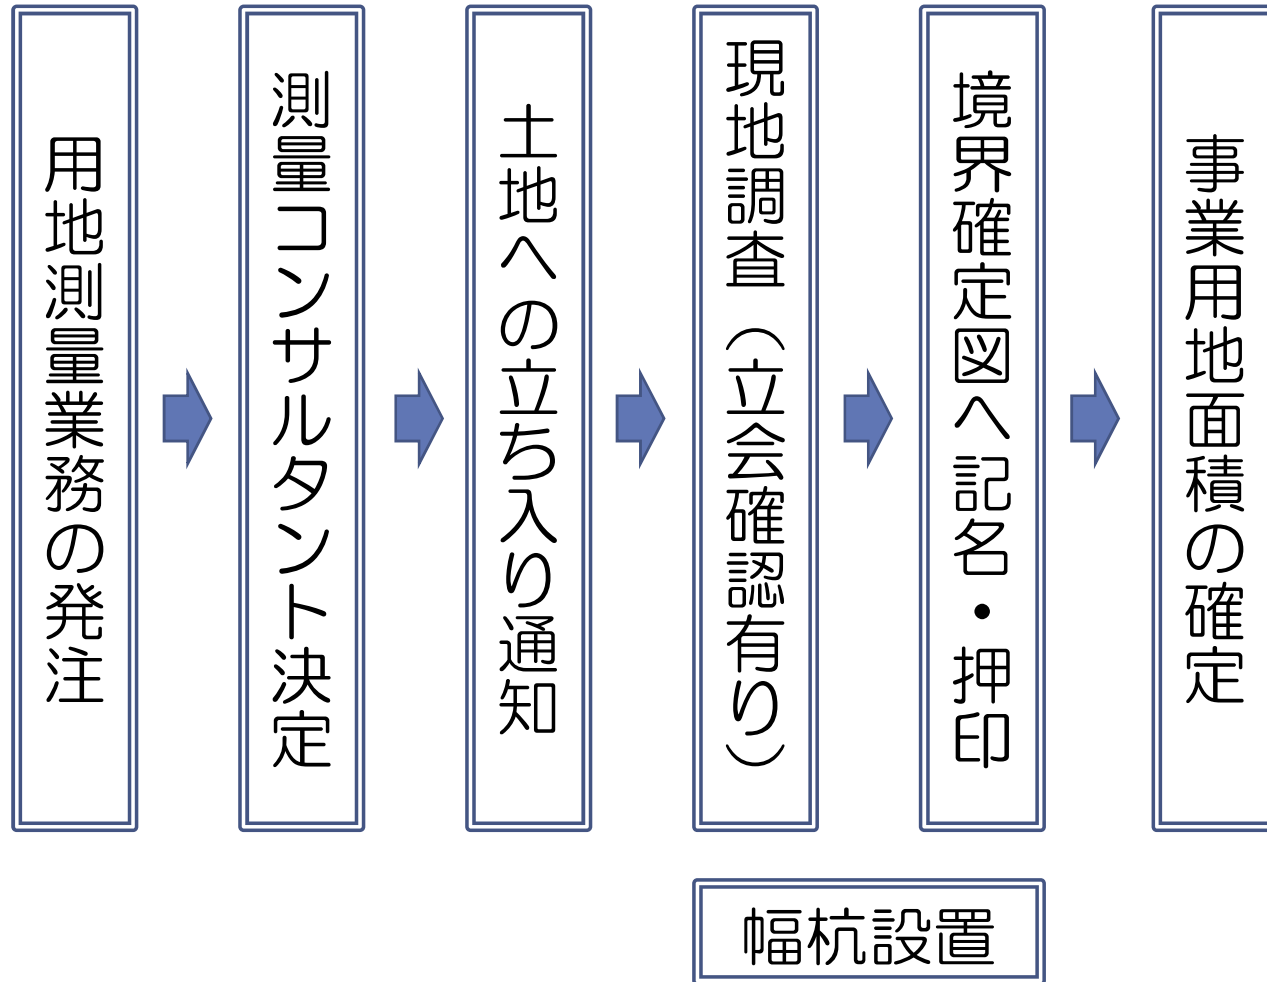 用地測量業務の発注
測量コンサルタント決定
土地への立ち入り通知
現地調査（立会確認有り）
境界確定図へ記名・押印
事業用地面積の確定
幅杭設置